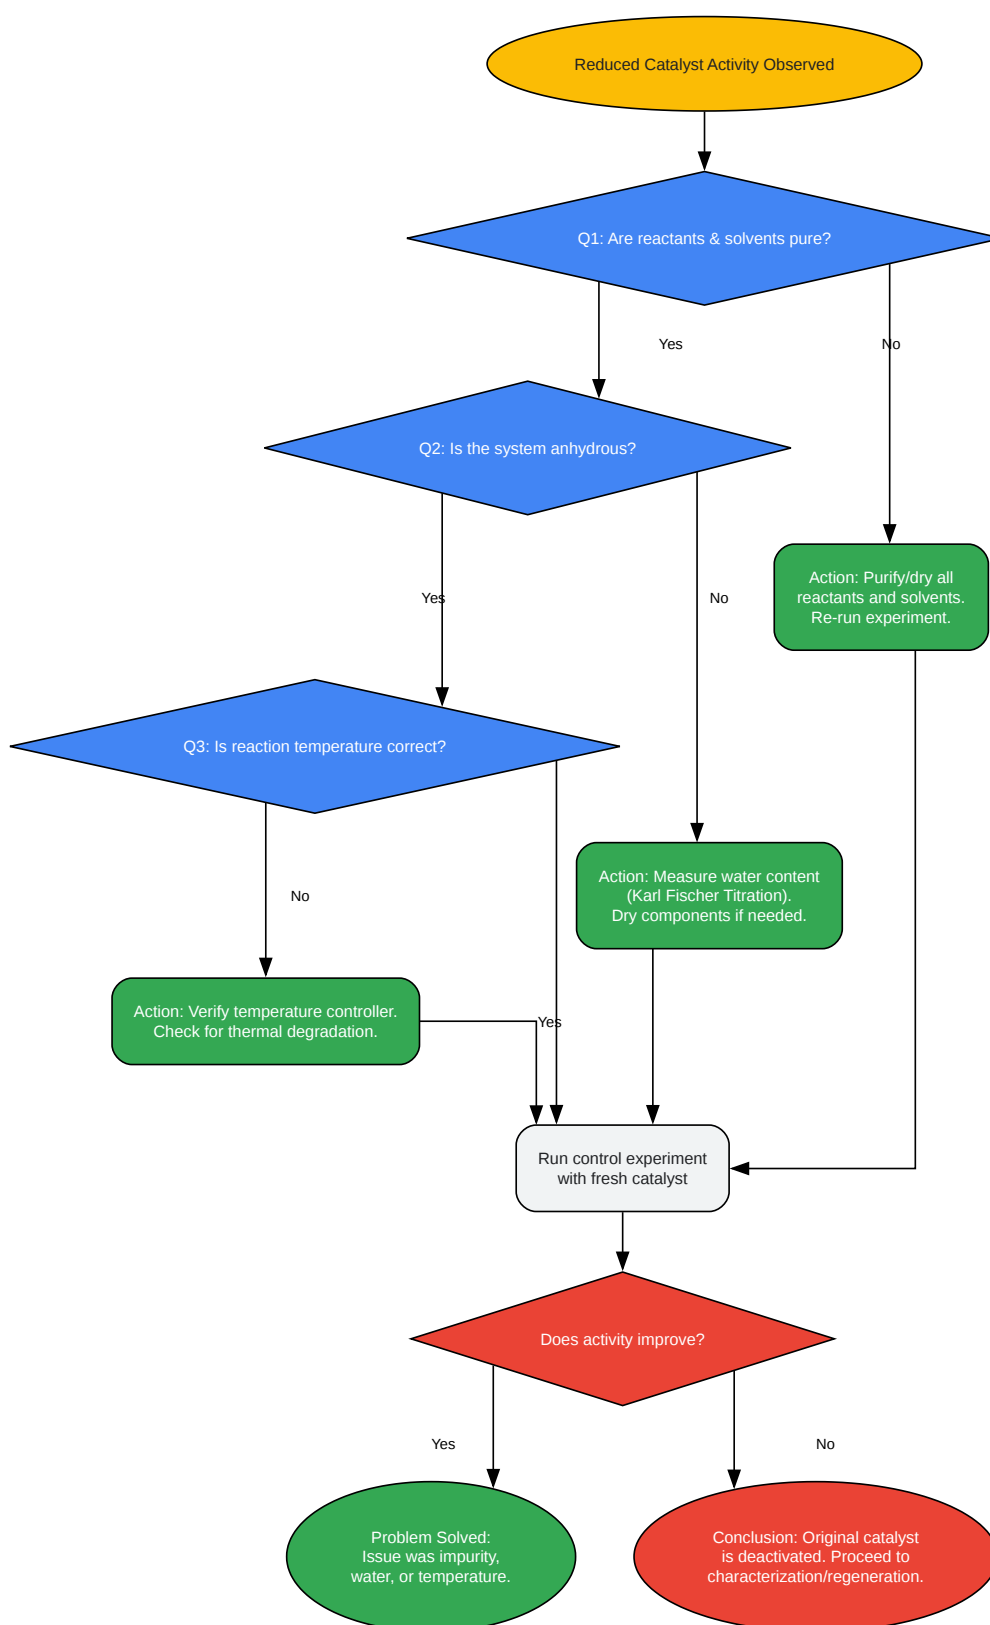 Reduced Catalyst Activity Observed
Q1: Are reactants & solvents pure?
Yes
No
Q2: Is the system anhydrous?
Action: Purify/dry all
reactants and solvents.
Re-run experiment.
Yes
No
Q3: Is reaction temperature correct?
Action: Measure water content
(Karl Fischer Titration).
Dry components if needed.
No
Action: Verify temperature controller.
Check for thermal degradation.
Yes
Run control experiment
with fresh catalyst
Does activity improve?
Yes
No
Problem Solved:
Issue was impurity,
water, or temperature.
Conclusion: Original catalyst
is deactivated. Proceed to
characterization/regeneration.